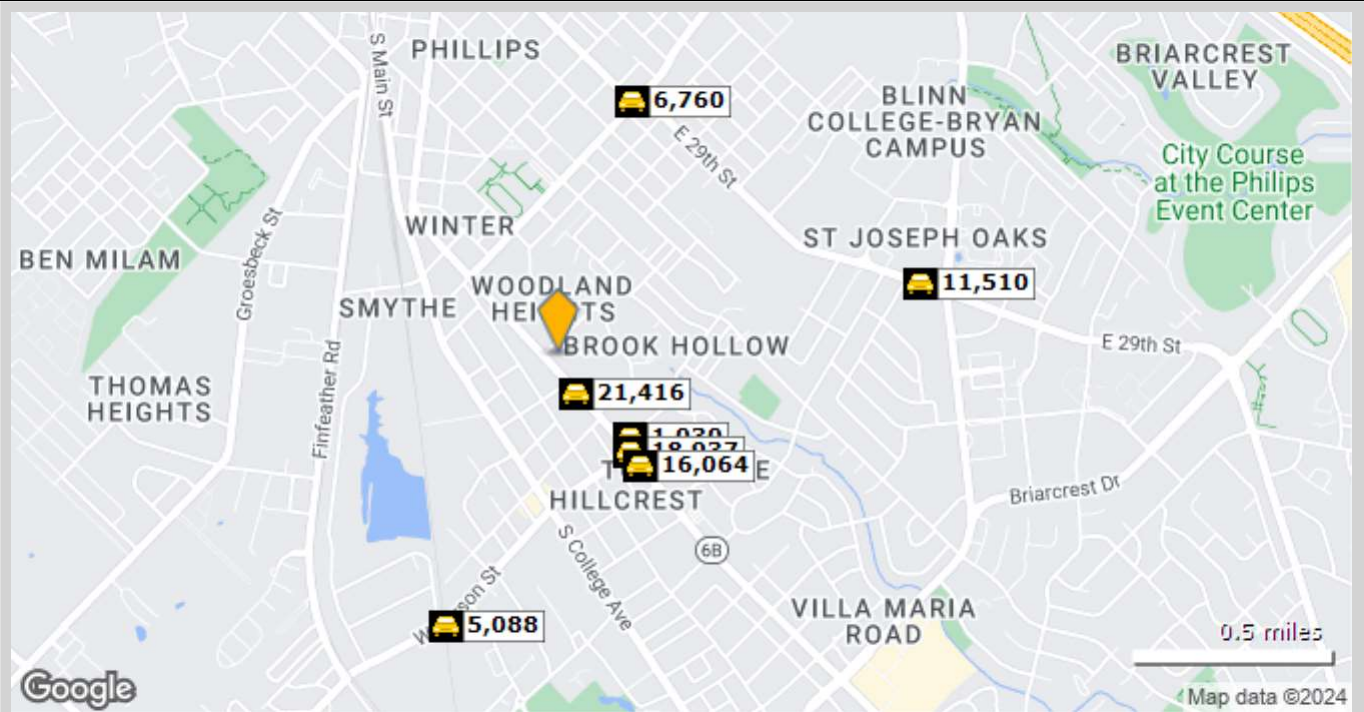 S Main St
PHILLIPS
BRIARCREST
VALLEY
6,760
BLINN
COLLEGE-BRYAN
CAMPUS
E 29th St
City Course
at the Philips
Event Center
WINTER
ST JOSEPH OAKS
BEN MILAM
Groesbeck St
WOODLAND
11,510
SMYTHE
BROOK HOLLOW
E 29th St
Finfeather Rd
THOMAS
HEIGHTS
21,416
16,064
HILLCREST
Briarcrest Dr
S College Ave
6B
5,088
VILLA MARIA
ROAD
0.5 miles
Google
Map data ©2024